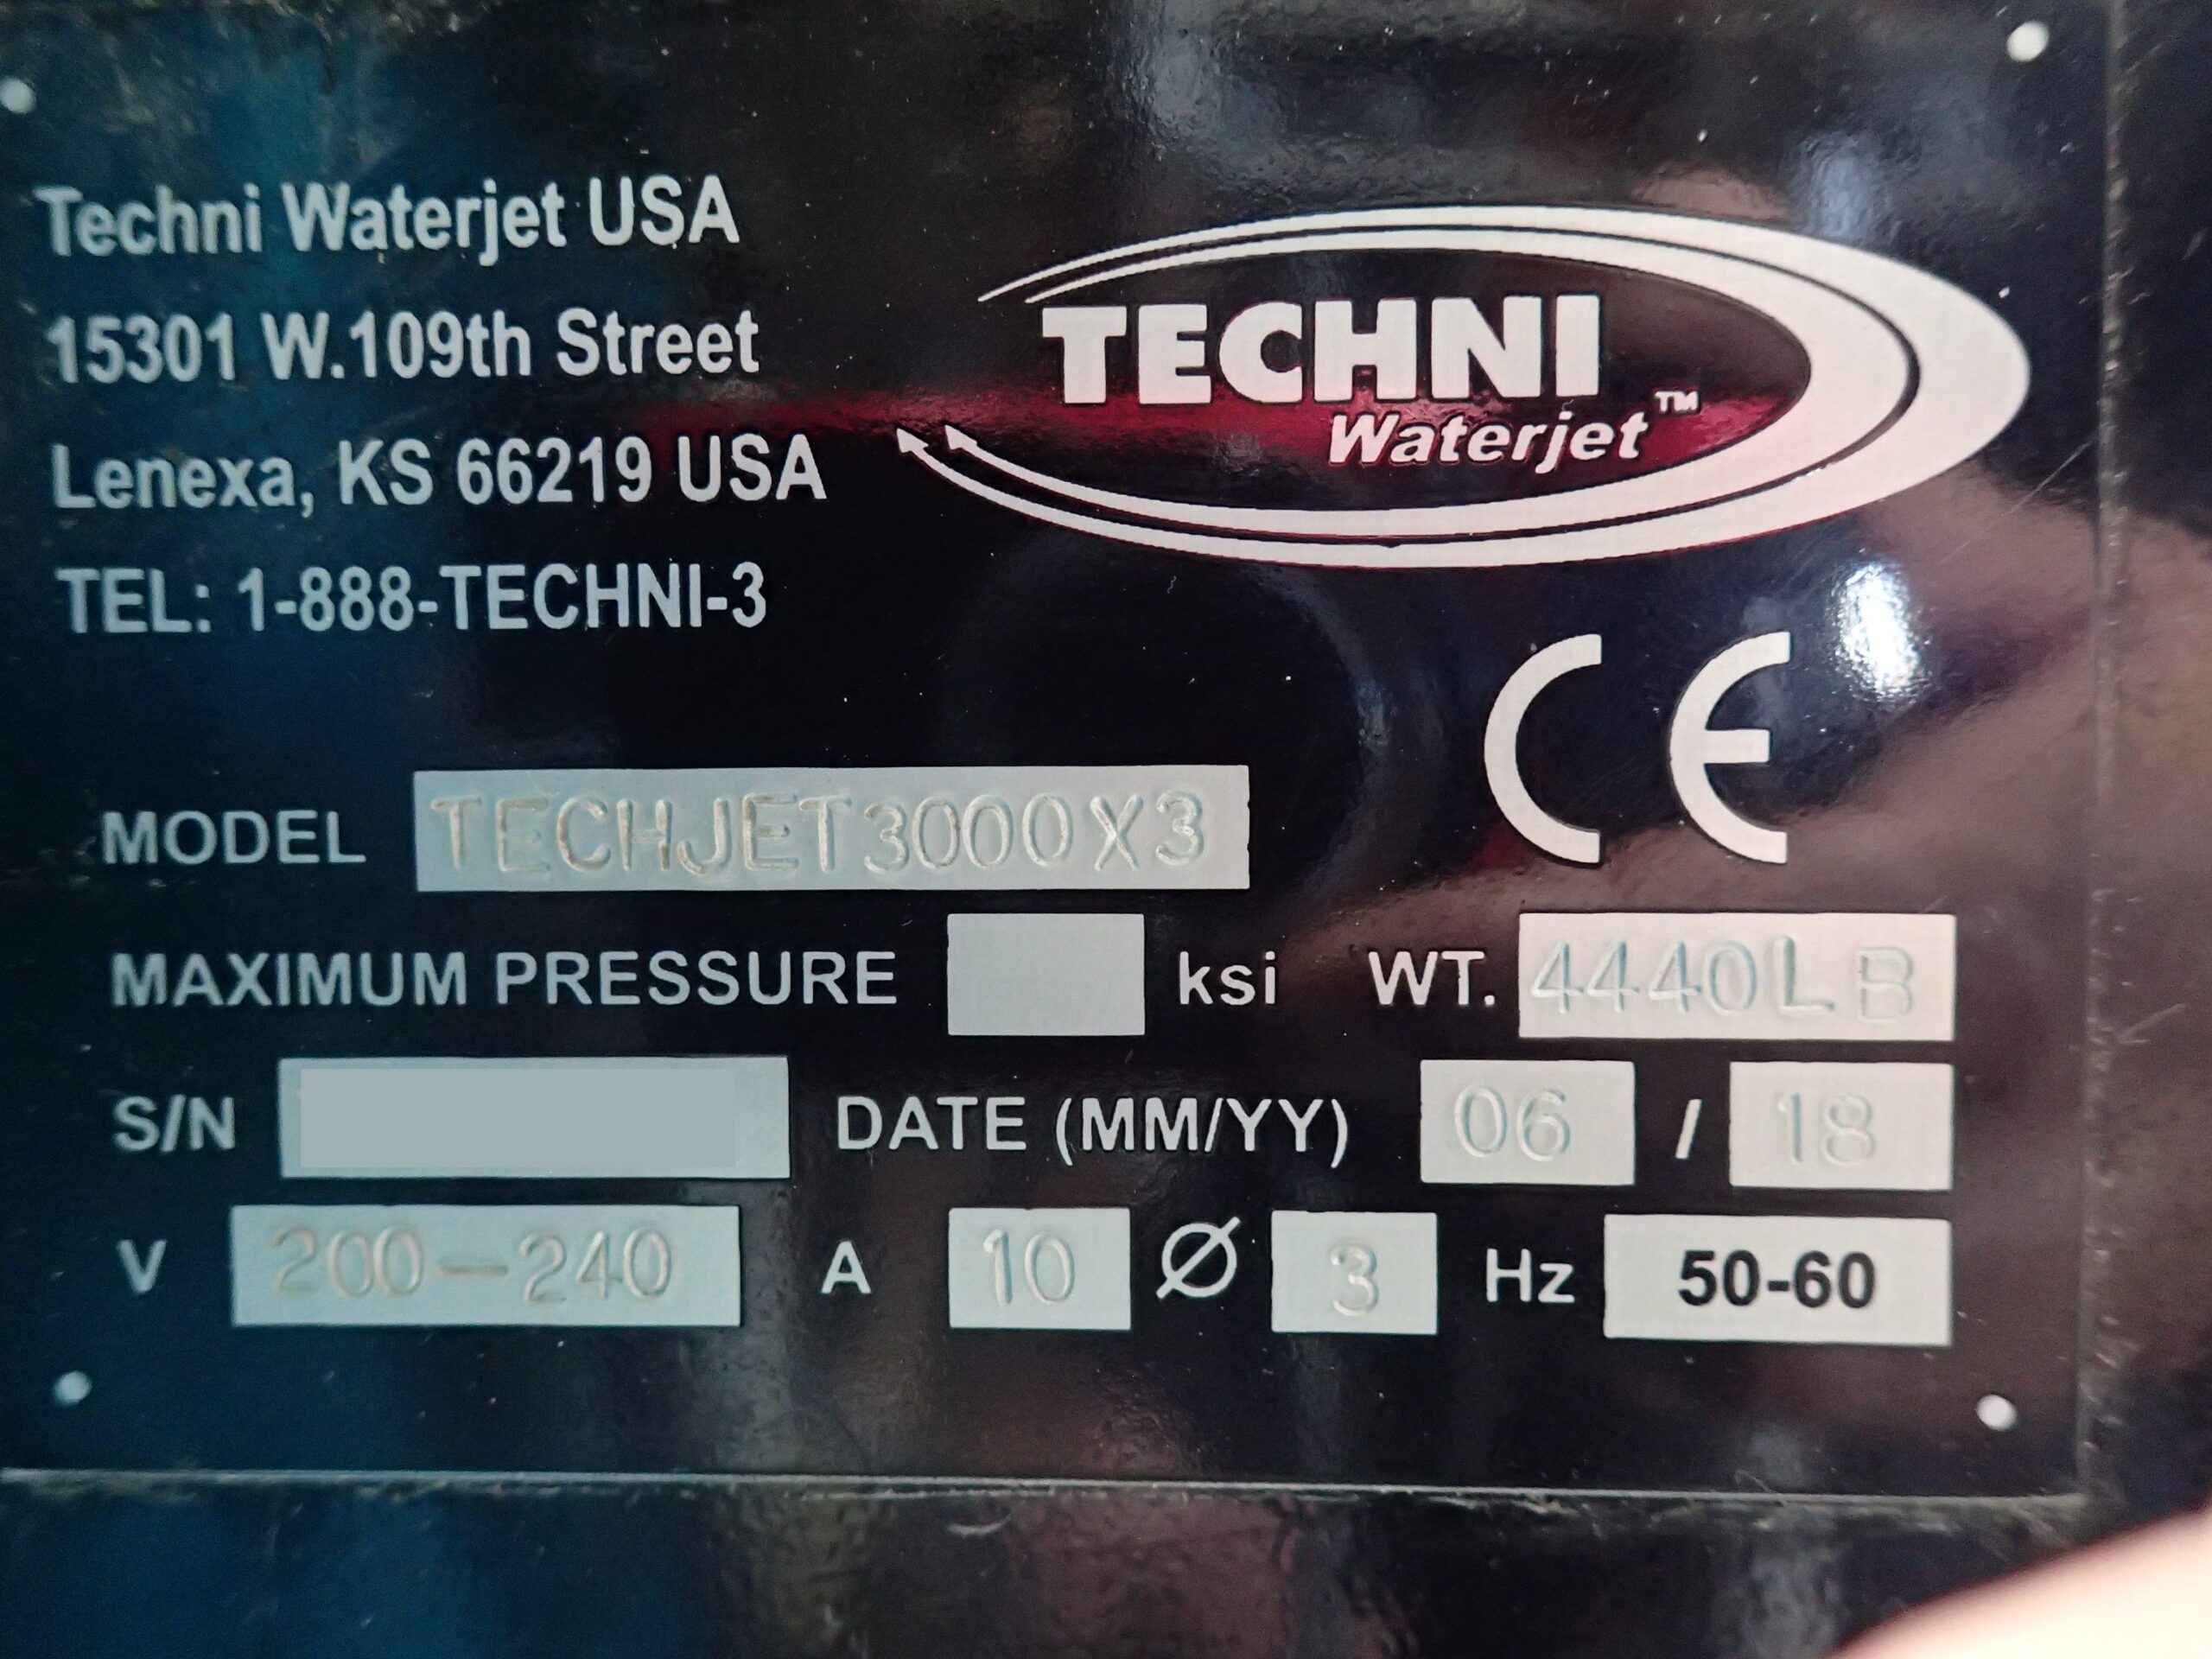 Techni Waterjet USA
15301 W.109th Street
Lenexa, KS 66219 USA
TEL: 1-888-TECHNI-3
TECHNI
Waterjet™
CE
MODEL TECHJET3000X3
MAXIMUM PRESSURE ksi WT. 4440LB
S/N DATE (MM/YY) 06 / 18
V 200-240 A 10 Ø 3 Hz 50-60